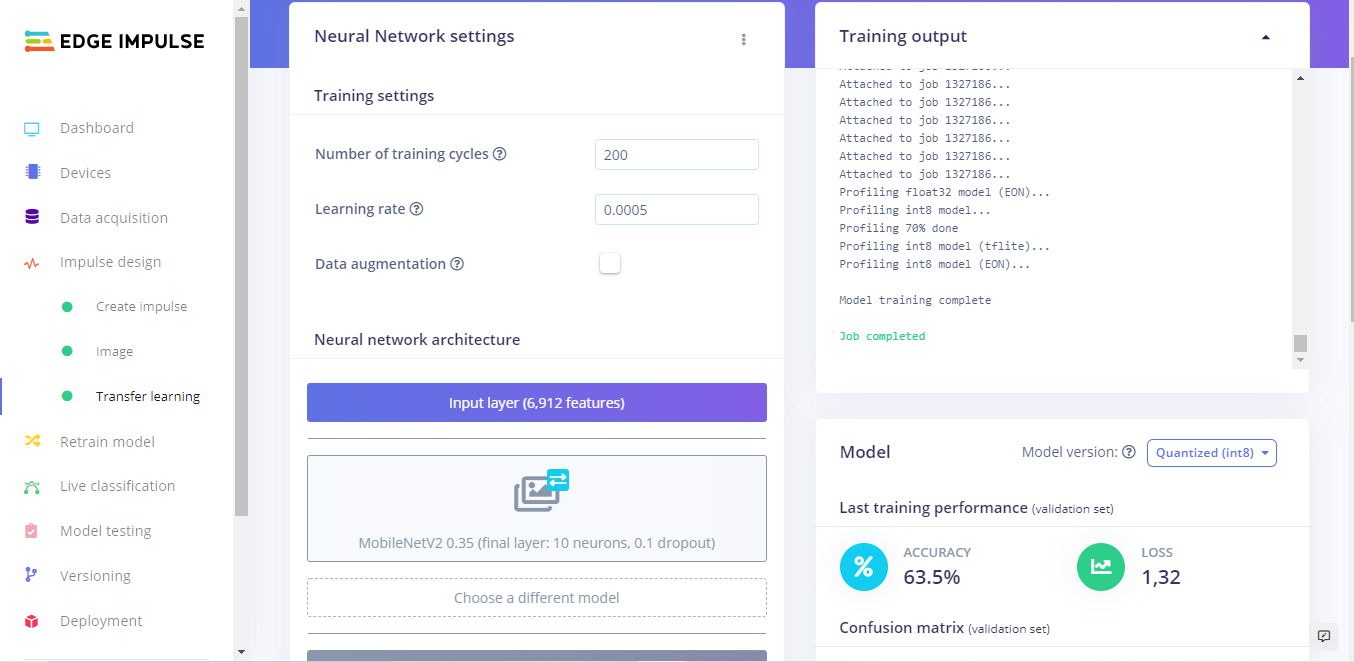 EDGE IMPULSE
Dashboard
Devices
Data acquisition
Impulse design
Create impulse
Image
Transfer learning
Retrain model
Live classification
Model testing
Versioning
Deployment
Neural Network settings
Training settings
Number of training cycles ?
200
Learning rate ?
0.0005
Data augmentation ?
Neural network architecture
Input layer (6,912 features)
MobileNetV2 0.35 (final layer: 10 neurons, 0.1 dropout)
Choose a different model
Training output
Attached to job 1327186...
Attached to job 1327186...
Attached to job 1327186...
Attached to job 1327186...
Attached to job 1327186...
Attached to job 1327186...
Attached to job 1327186...
Profiling float32 model (EON)...
Profiling int8 model...
Profiling 70% done
Profiling int8 model (tflite)...
Profiling int8 model (EON)...
Model training complete
Job completed
Model
Model version: ? Quantized (int8)
Last training performance (validation set)
%
ACCURACY
63.5%
LOSS
1,32
Confusion matrix (validation set)